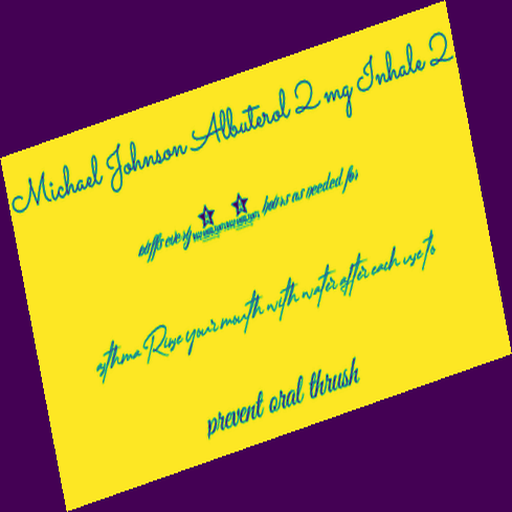 Michael Johnson Albuterol 2 mg Inhale 2
puffs every hours as needed for
asthma Rinse your mouth with water after each use to
prevent oral thrush